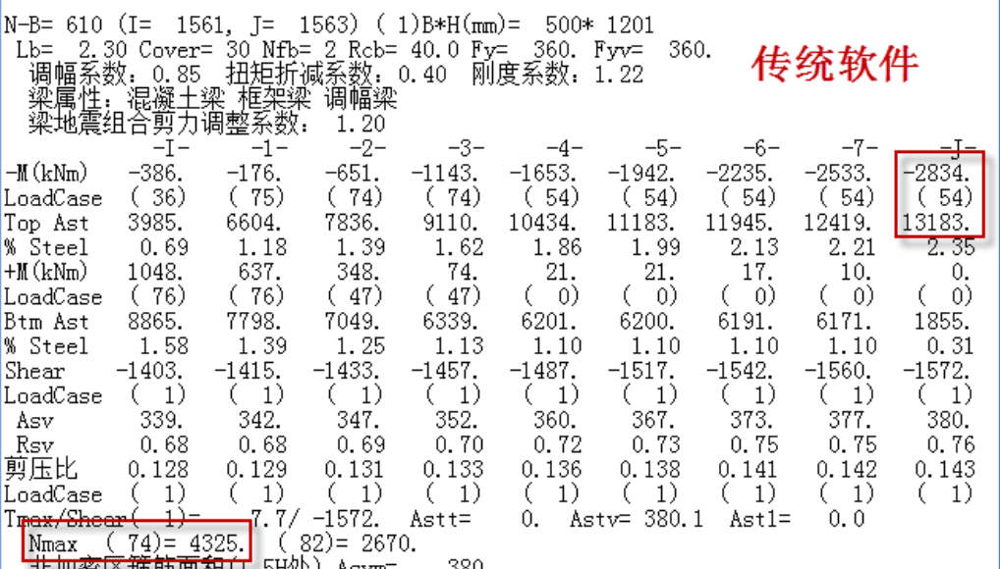 N-B= 610 (I= 1561, J= 1563) ( 1)B*H(mm)= 500* 1201
Lb= 2.30 Cover= 30 Nfb= 2 Rcb= 40.0 Fy= 360. Fyv= 360.
传统软件
调幅系数: 0.85 扭矩折减系数: 0.40 刚度系数: 1.22
梁属性: 混凝土梁 框架梁 调幅梁
梁地震组合剪力调整系数: 1.20
-I- -1- -2- -3- -4- -5- -6- -7- -J-
-M(kNm) -386. -176. -651. -1143. -1653. -1942. -2235. -2533. -2834.
LoadCase ( 36) ( 75) ( 74) ( 74) ( 54) ( 54) ( 54) ( 54) ( 54)
Top Ast 3985. 6604. 7836. 9110. 10434. 11183. 11945. 12419. 13183.
% Steel 0.69 1.18 1.39 1.62 1.86 1.99 2.13 2.21 2.35
+M(kNm) 1048. 637. 348. 74. 21. 21. 17. 10. 0.
LoadCase ( 76) ( 76) ( 47) ( 47) ( 0) ( 0) ( 0) ( 0) ( 0)
Btm Ast 8865. 7798. 7049. 6339. 6201. 6200. 6191. 6171. 1855.
% Steel 1.58 1.39 1.25 1.13 1.10 1.10 1.10 1.10 0.31
Shear -1403. -1415. -1433. -1457. -1487. -1517. -1542. -1560. -1572.
LoadCase ( 1) ( 1) ( 1) ( 1) ( 1) ( 1) ( 1) ( 1) ( 1)
Asv 339. 342. 347. 352. 360. 367. 373. 377. 380.
Rsv 0.68 0.68 0.69 0.70 0.72 0.73 0.75 0.75 0.76
剪压比 0.128 0.129 0.131 0.133 0.136 0.138 0.141 0.142 0.143
LoadCase ( 1) ( 1) ( 1) ( 1) ( 1) ( 1) ( 1) ( 1) ( 1)
Tmax/Shear( 1)= 7.7/ -1572. Astt= 0. Astv= 380.1 Astl= 0.0
Nmax ( 74)= 4325. ( 82)= 2670.
非加密区箍筋面积(1.5H处) Asvm= 380